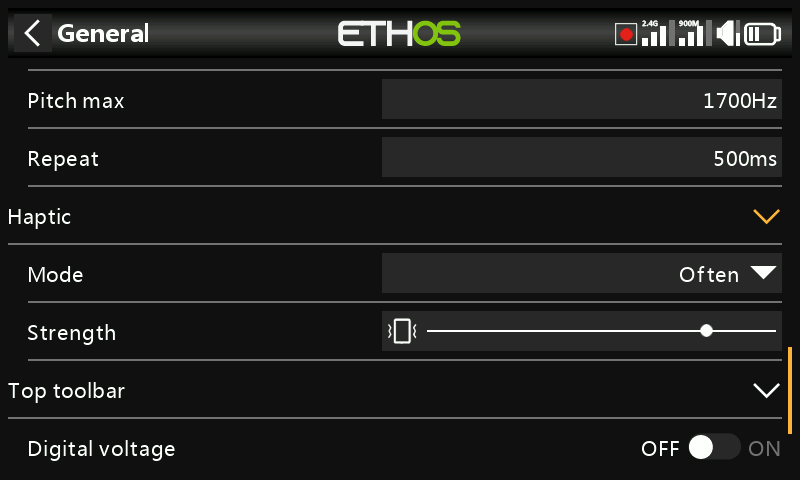 General
ETHOS
2.4G
900M
Pitch max
1700Hz
Repeat
500ms
Haptic
Mode
Often
Strength
Top toolbar
Digital voltage
OFF
ON